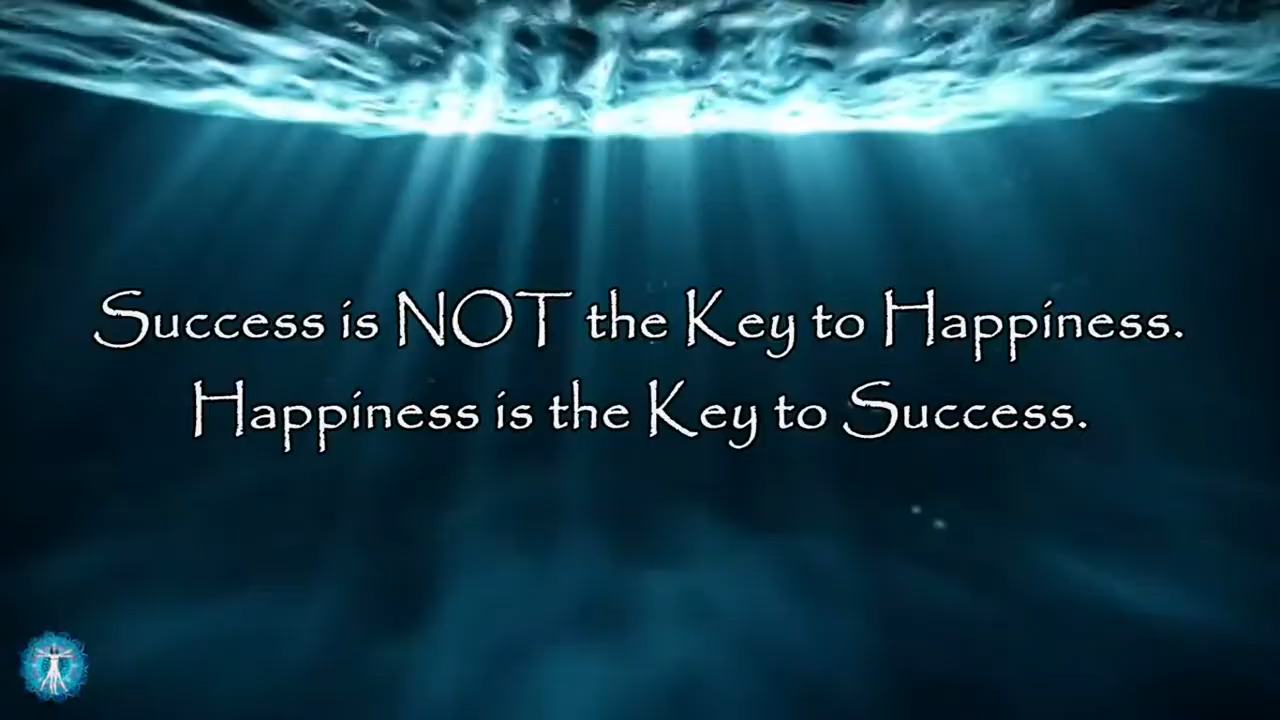 Success is NOT the Key to Happiness.
Happiness is the Key to Success.